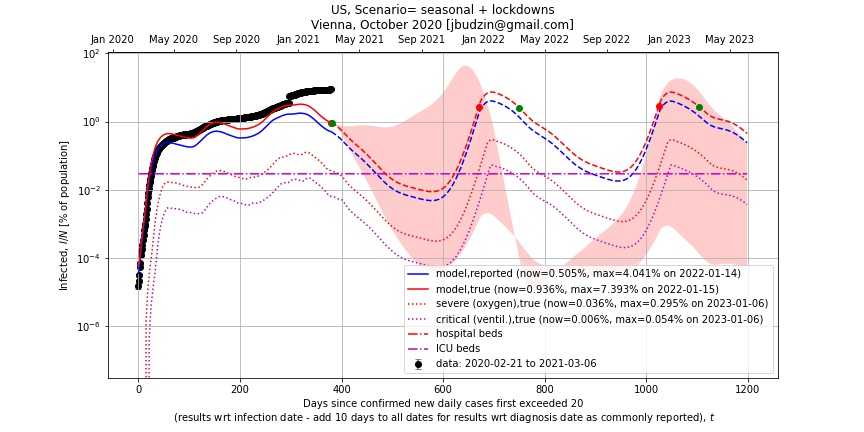 US, Scenario= seasonal + lockdowns
Vienna, October 2020 [jbudzin@gmail.com]
Jan 2020 May 2020 Sep 2020 Jan 2021 May 2021 Sep 2021 Jan 2022 May 2022 Sep 2022 Jan 2023 May 2023
10²
10⁰
10⁻²
10⁻⁴
10⁻⁶
Infected, I/N [% of population]
model,reported (now=0.505%, max=4.041% on 2022-01-14)
model,true (now=0.936%, max=7.393% on 2022-01-15)
severe (oxygen),true (now=0.036%, max=0.295% on 2023-01-06)
critical (ventil.),true (now=0.006%, max=0.054% on 2023-01-06)
hospital beds
ICU beds
data: 2020-02-21 to 2021-03-06
0 200 400 600 800 1000 1200
Days since confirmed new daily cases first exceeded 20
(results wrt infection date - add 10 days to all dates for results wrt diagnosis date as commonly reported), t